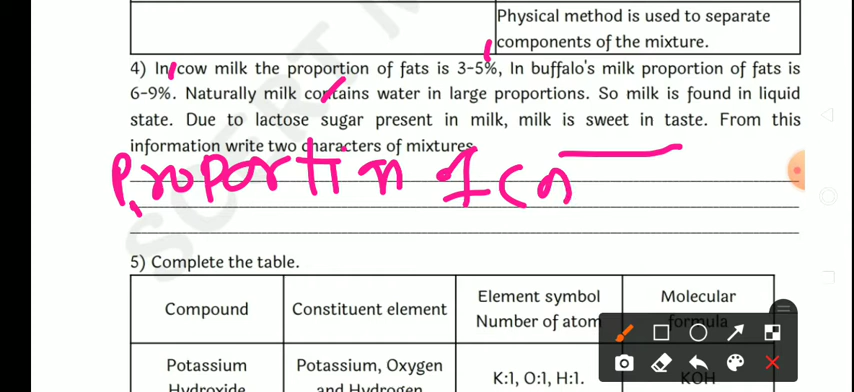 Physical method is used to separate
components of the mixture.
4) In cow milk the proportion of fats is 3-5%, In buffalo's milk proportion of fats is
6-9%. Naturally milk contains water in large proportions. So milk is found in liquid
state. Due to lactose sugar present in milk, milk is sweet in taste. From this
information write two characters of mixtures.
Proportin of Co
5) Complete the table.
Compound
Constituent element
Element symbol
Number of atom
Molecular
formula
Potassium
Hydroxide
Potassium, Oxygen
and Hydrogen
K:1, O:1, H:1.
KOH